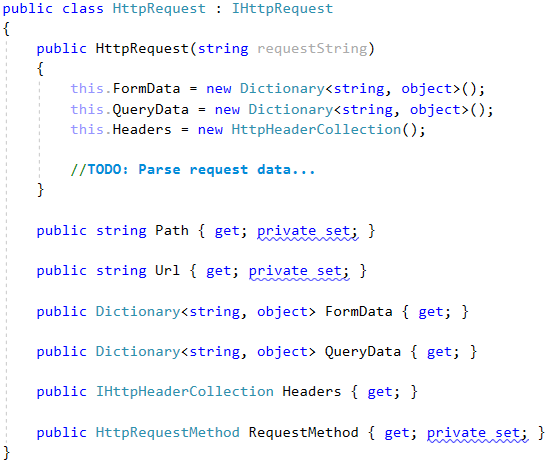 public class HttpRequest : IHttpRequest
{
    public HttpRequest(string requestString)
    {
        this.FormData = new Dictionary<string, object>();
        this.QueryData = new Dictionary<string, object>();
        this.Headers = new HttpHeaderCollection();

        //TODO: Parse request data...
    }

    public string Path { get; private set; }

    public string Url { get; private set; }

    public Dictionary<string, object> FormData { get; }

    public Dictionary<string, object> QueryData { get; }

    public IHttpHeaderCollection Headers { get; }

    public HttpRequestMethod RequestMethod { get; private set; }
}